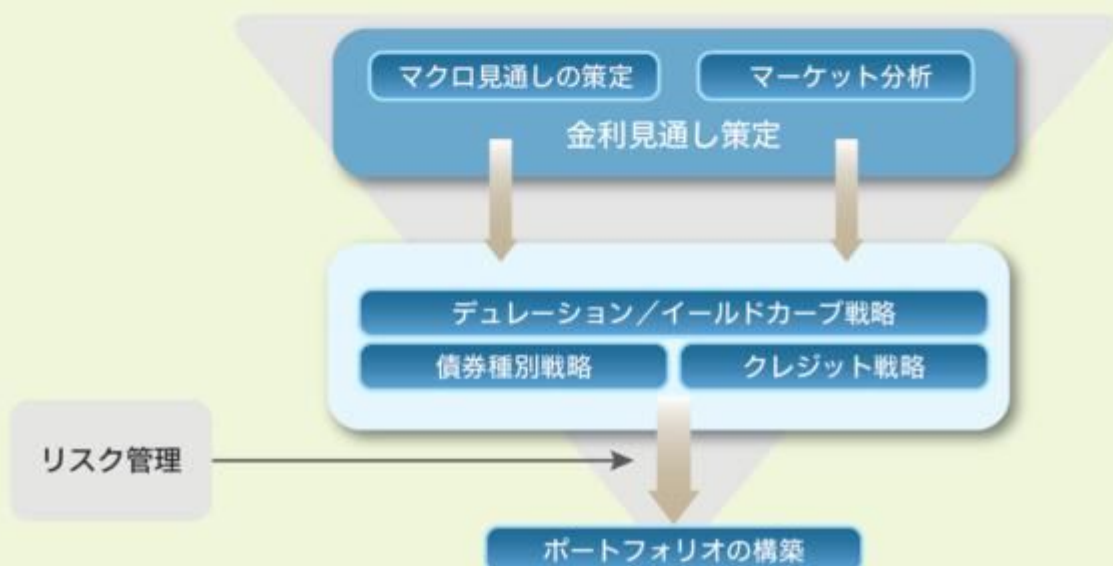 マクロ見通しの策定
マーケット分析
金利見通し策定
デュレーション／イールドカーブ戦略
債券種別戦略
クレジット戦略
リスク管理
ポートフォリオの構築